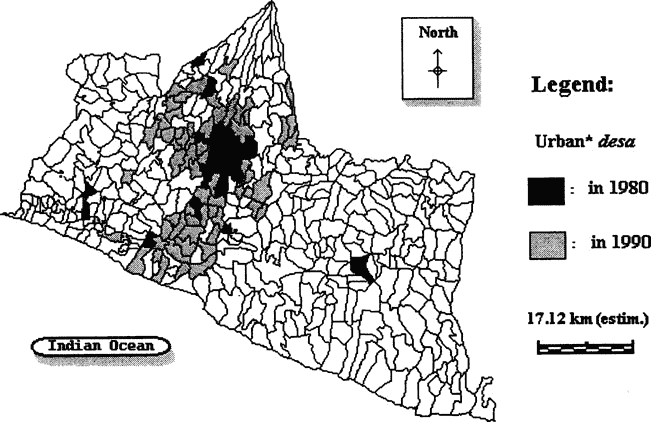 North
Legend:
Urban* desa
: in 1980
: in 1990
17.12 km (estim.)
Indian Ocean